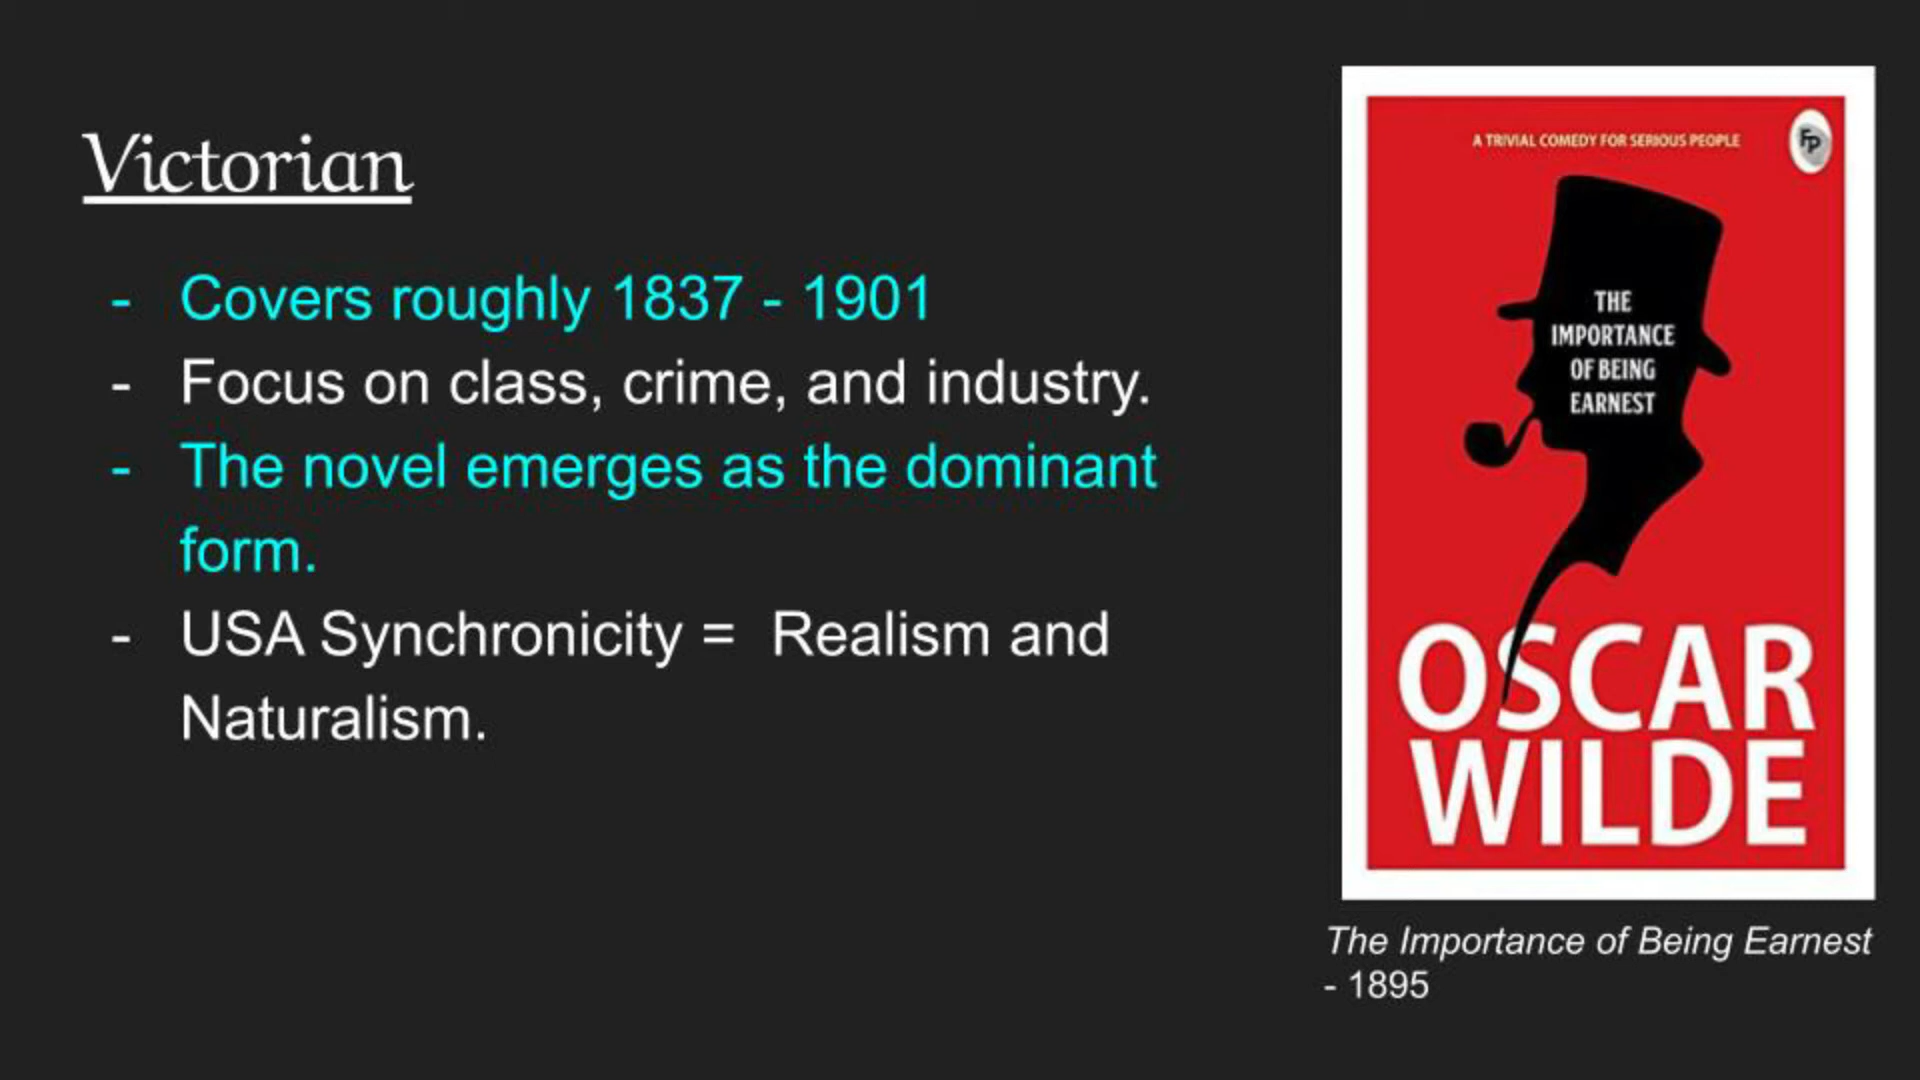 Victorian
- Covers roughly 1837 - 1901
- Focus on class, crime, and industry.
- The novel emerges as the dominant
form.
- USA Synchronicity = Realism and
Naturalism.
A TRIVIAL COMEDY FOR SERIOUS PEOPLE
FP
THE
IMPORTANCE
OF BEING
EARNEST
OSCAR
WILDE
The Importance of Being Earnest
- 1895